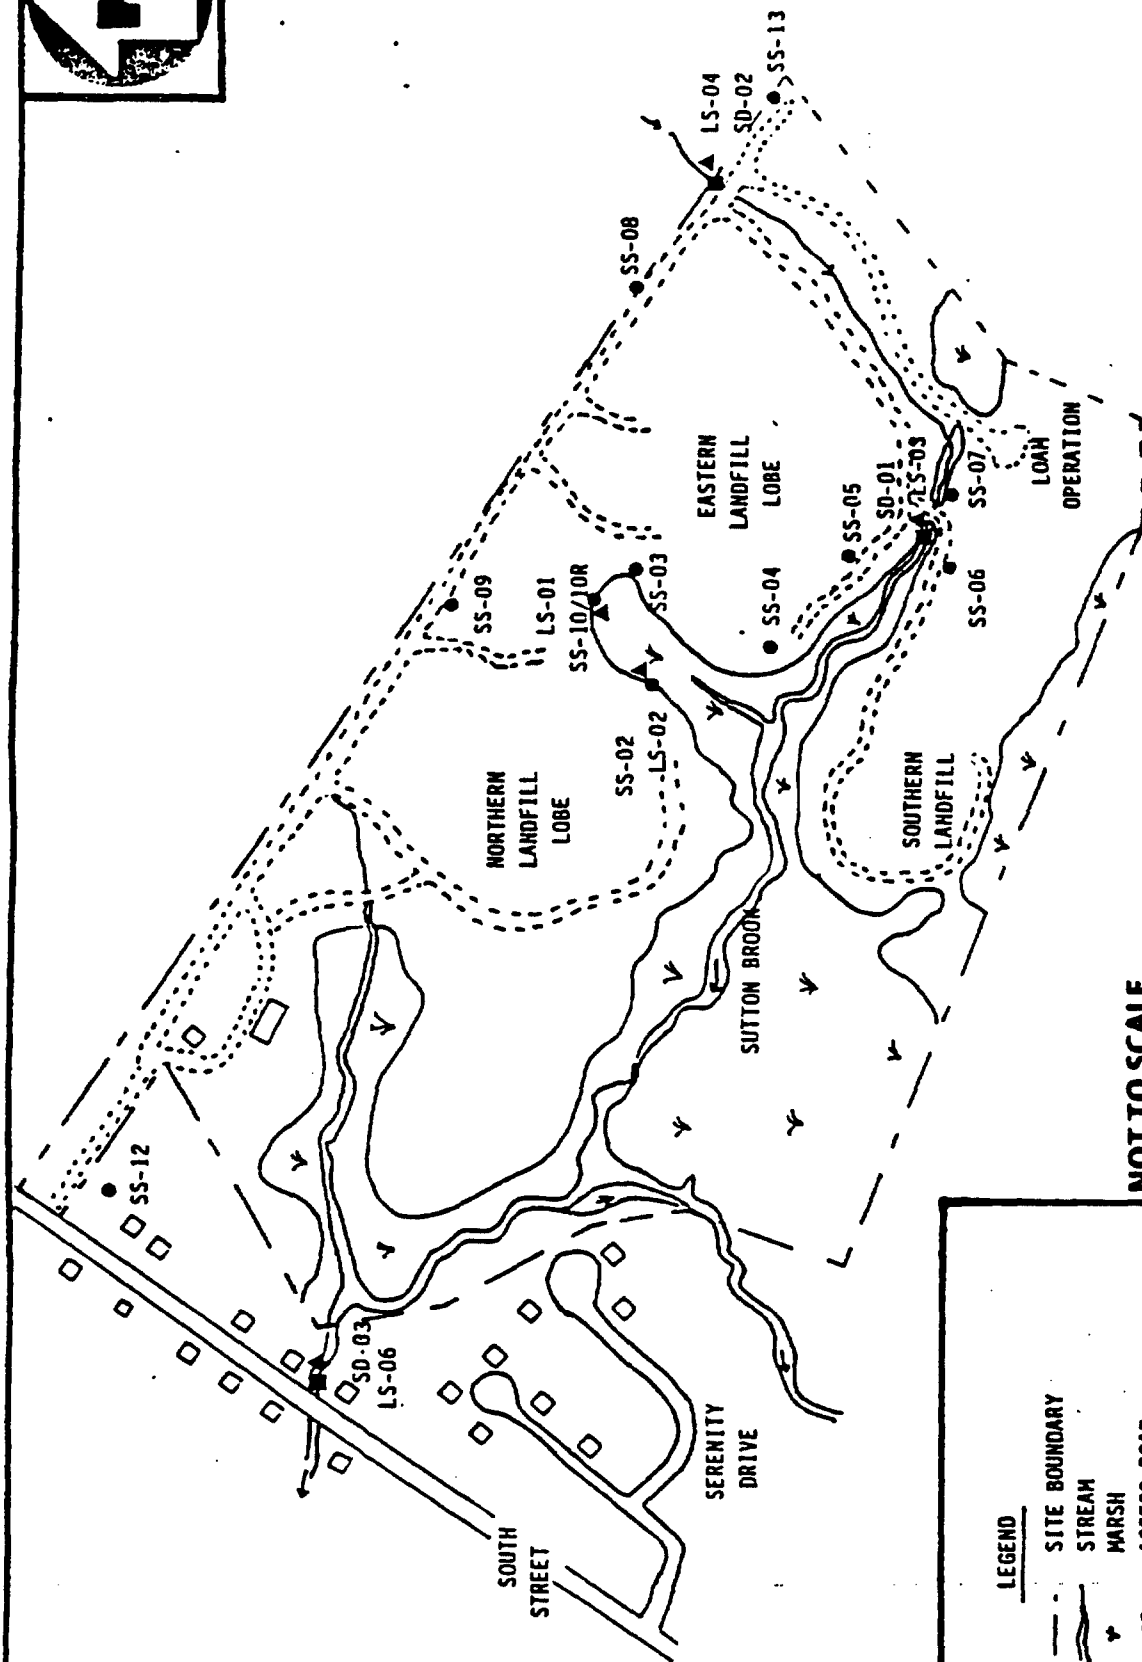 SS-13
LS-04
SD-02
SS-08
EASTERN
LANDFILL
LOBE
SS-05
SD-01
LS-03
SS-07
LOAM
OPERATION
SS-09
LS-01
SS-10/10R
SS-03
SS-04
SS-06
SS-02
LS-02
NORTHERN
LANDFILL
LOBE
SOUTHERN
LANDFILL
SUTTON BROOK
SS-12
SD-03
LS-06
SERENITY
DRIVE
SOUTH
STREET
NOT TO SCALE
LEGEND
SITE BOUNDARY
STREAM
MARSH